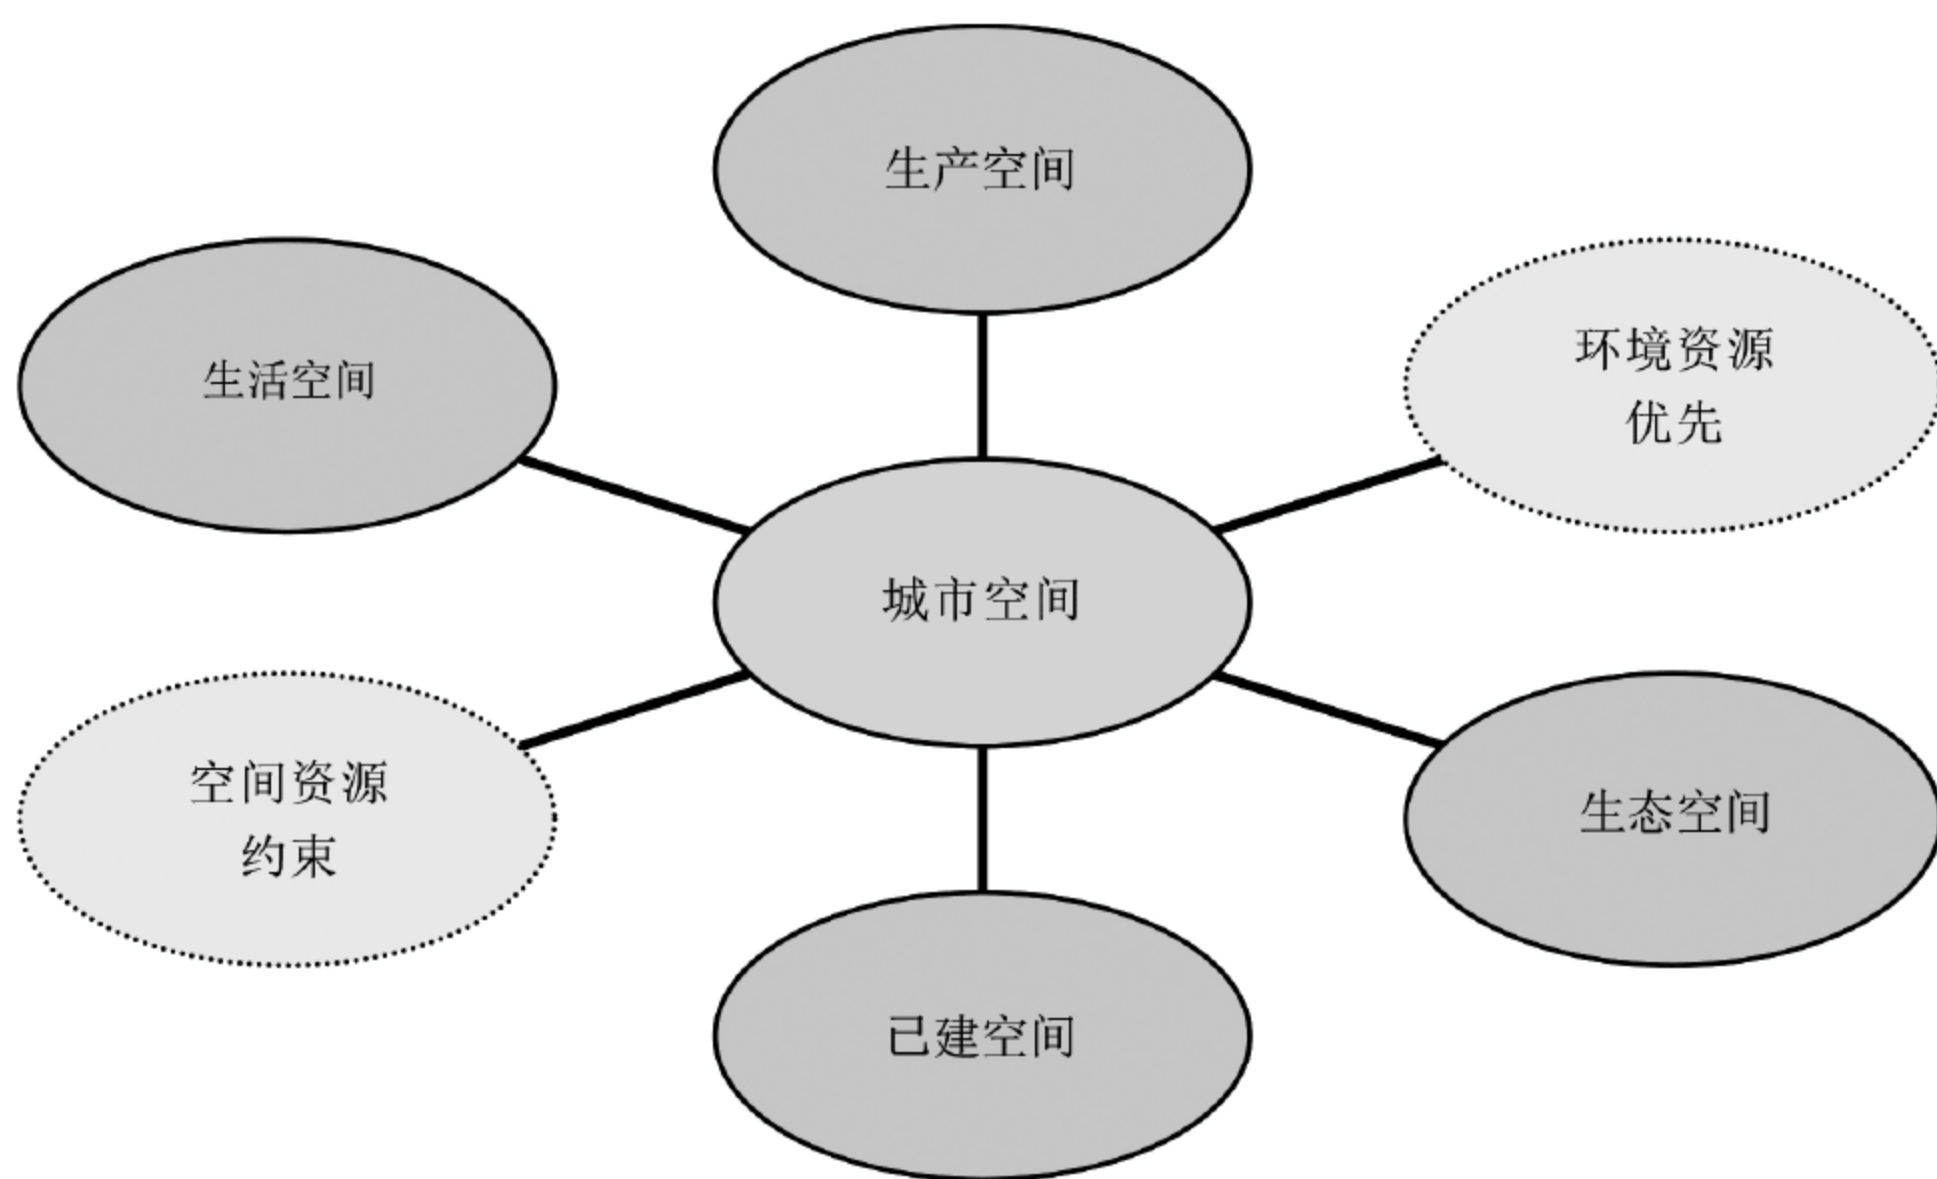 生产空间
生活空间
环境资源
优先
城市空间
空间资源
约束
生态空间
已建空间